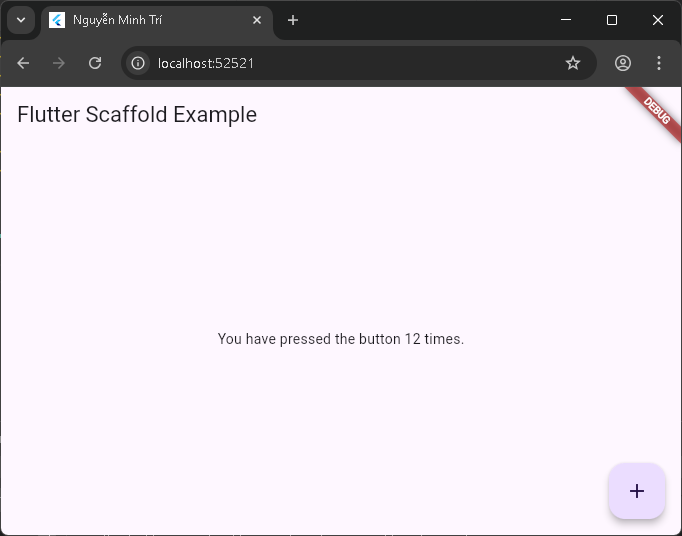 Nguyễn Minh Trí
localhost:52521
Flutter Scaffold Example
DEBUG
You have pressed the button 12 times.